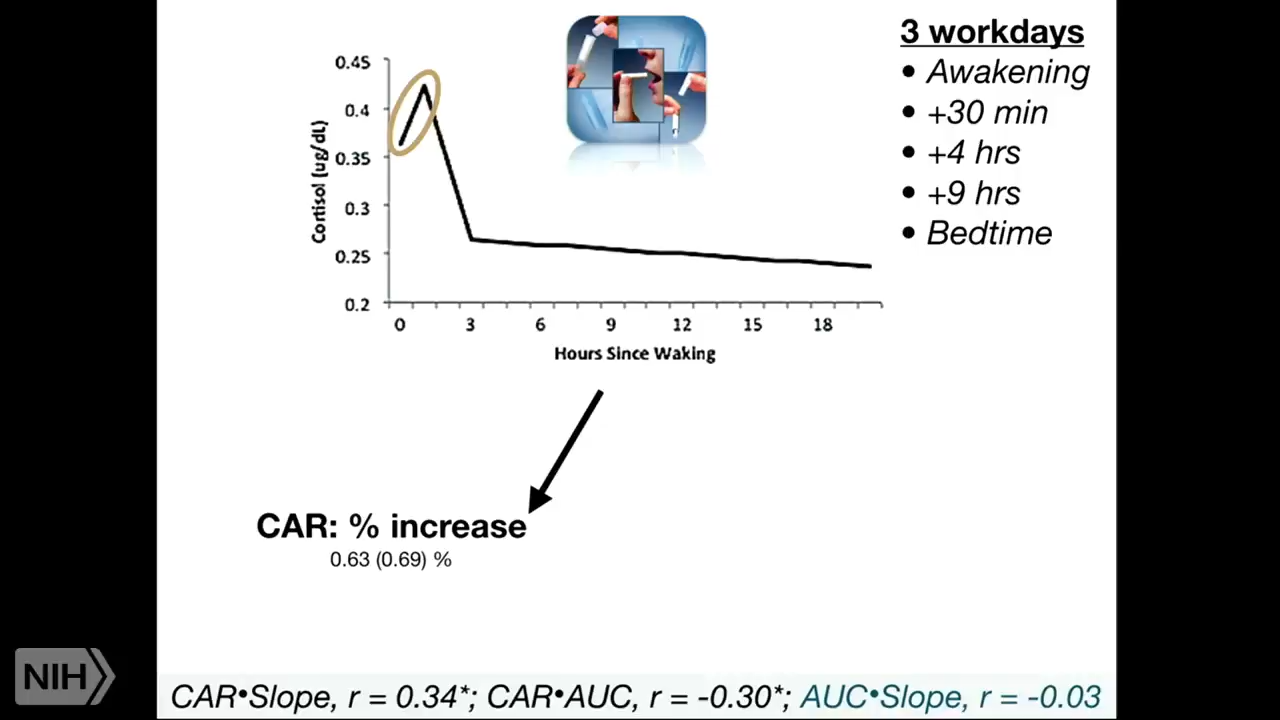 3 workdays
• Awakening
• +30 min
• +4 hrs
• +9 hrs
• Bedtime
0.45
0.4
0.35
0.3
0.25
0.2
Cortisol (ug/dL)
0 3 6 9 12 15 18
Hours Since Waking
CAR: % increase
0.63 (0.69) %
NIH
CAR•Slope, r = 0.34*; CAR•AUC, r = -0.30*; AUC•Slope, r = -0.03